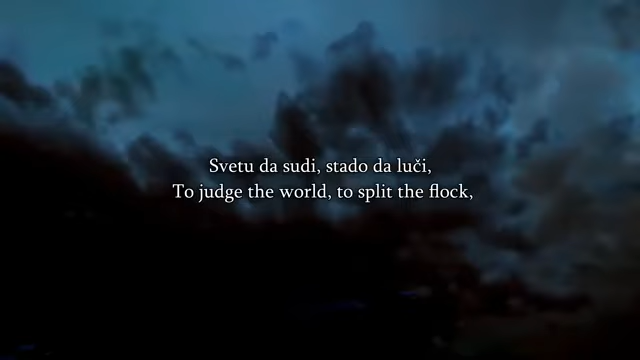 Svetu da sudi, stado da luči,
To judge the world, to split the flock,